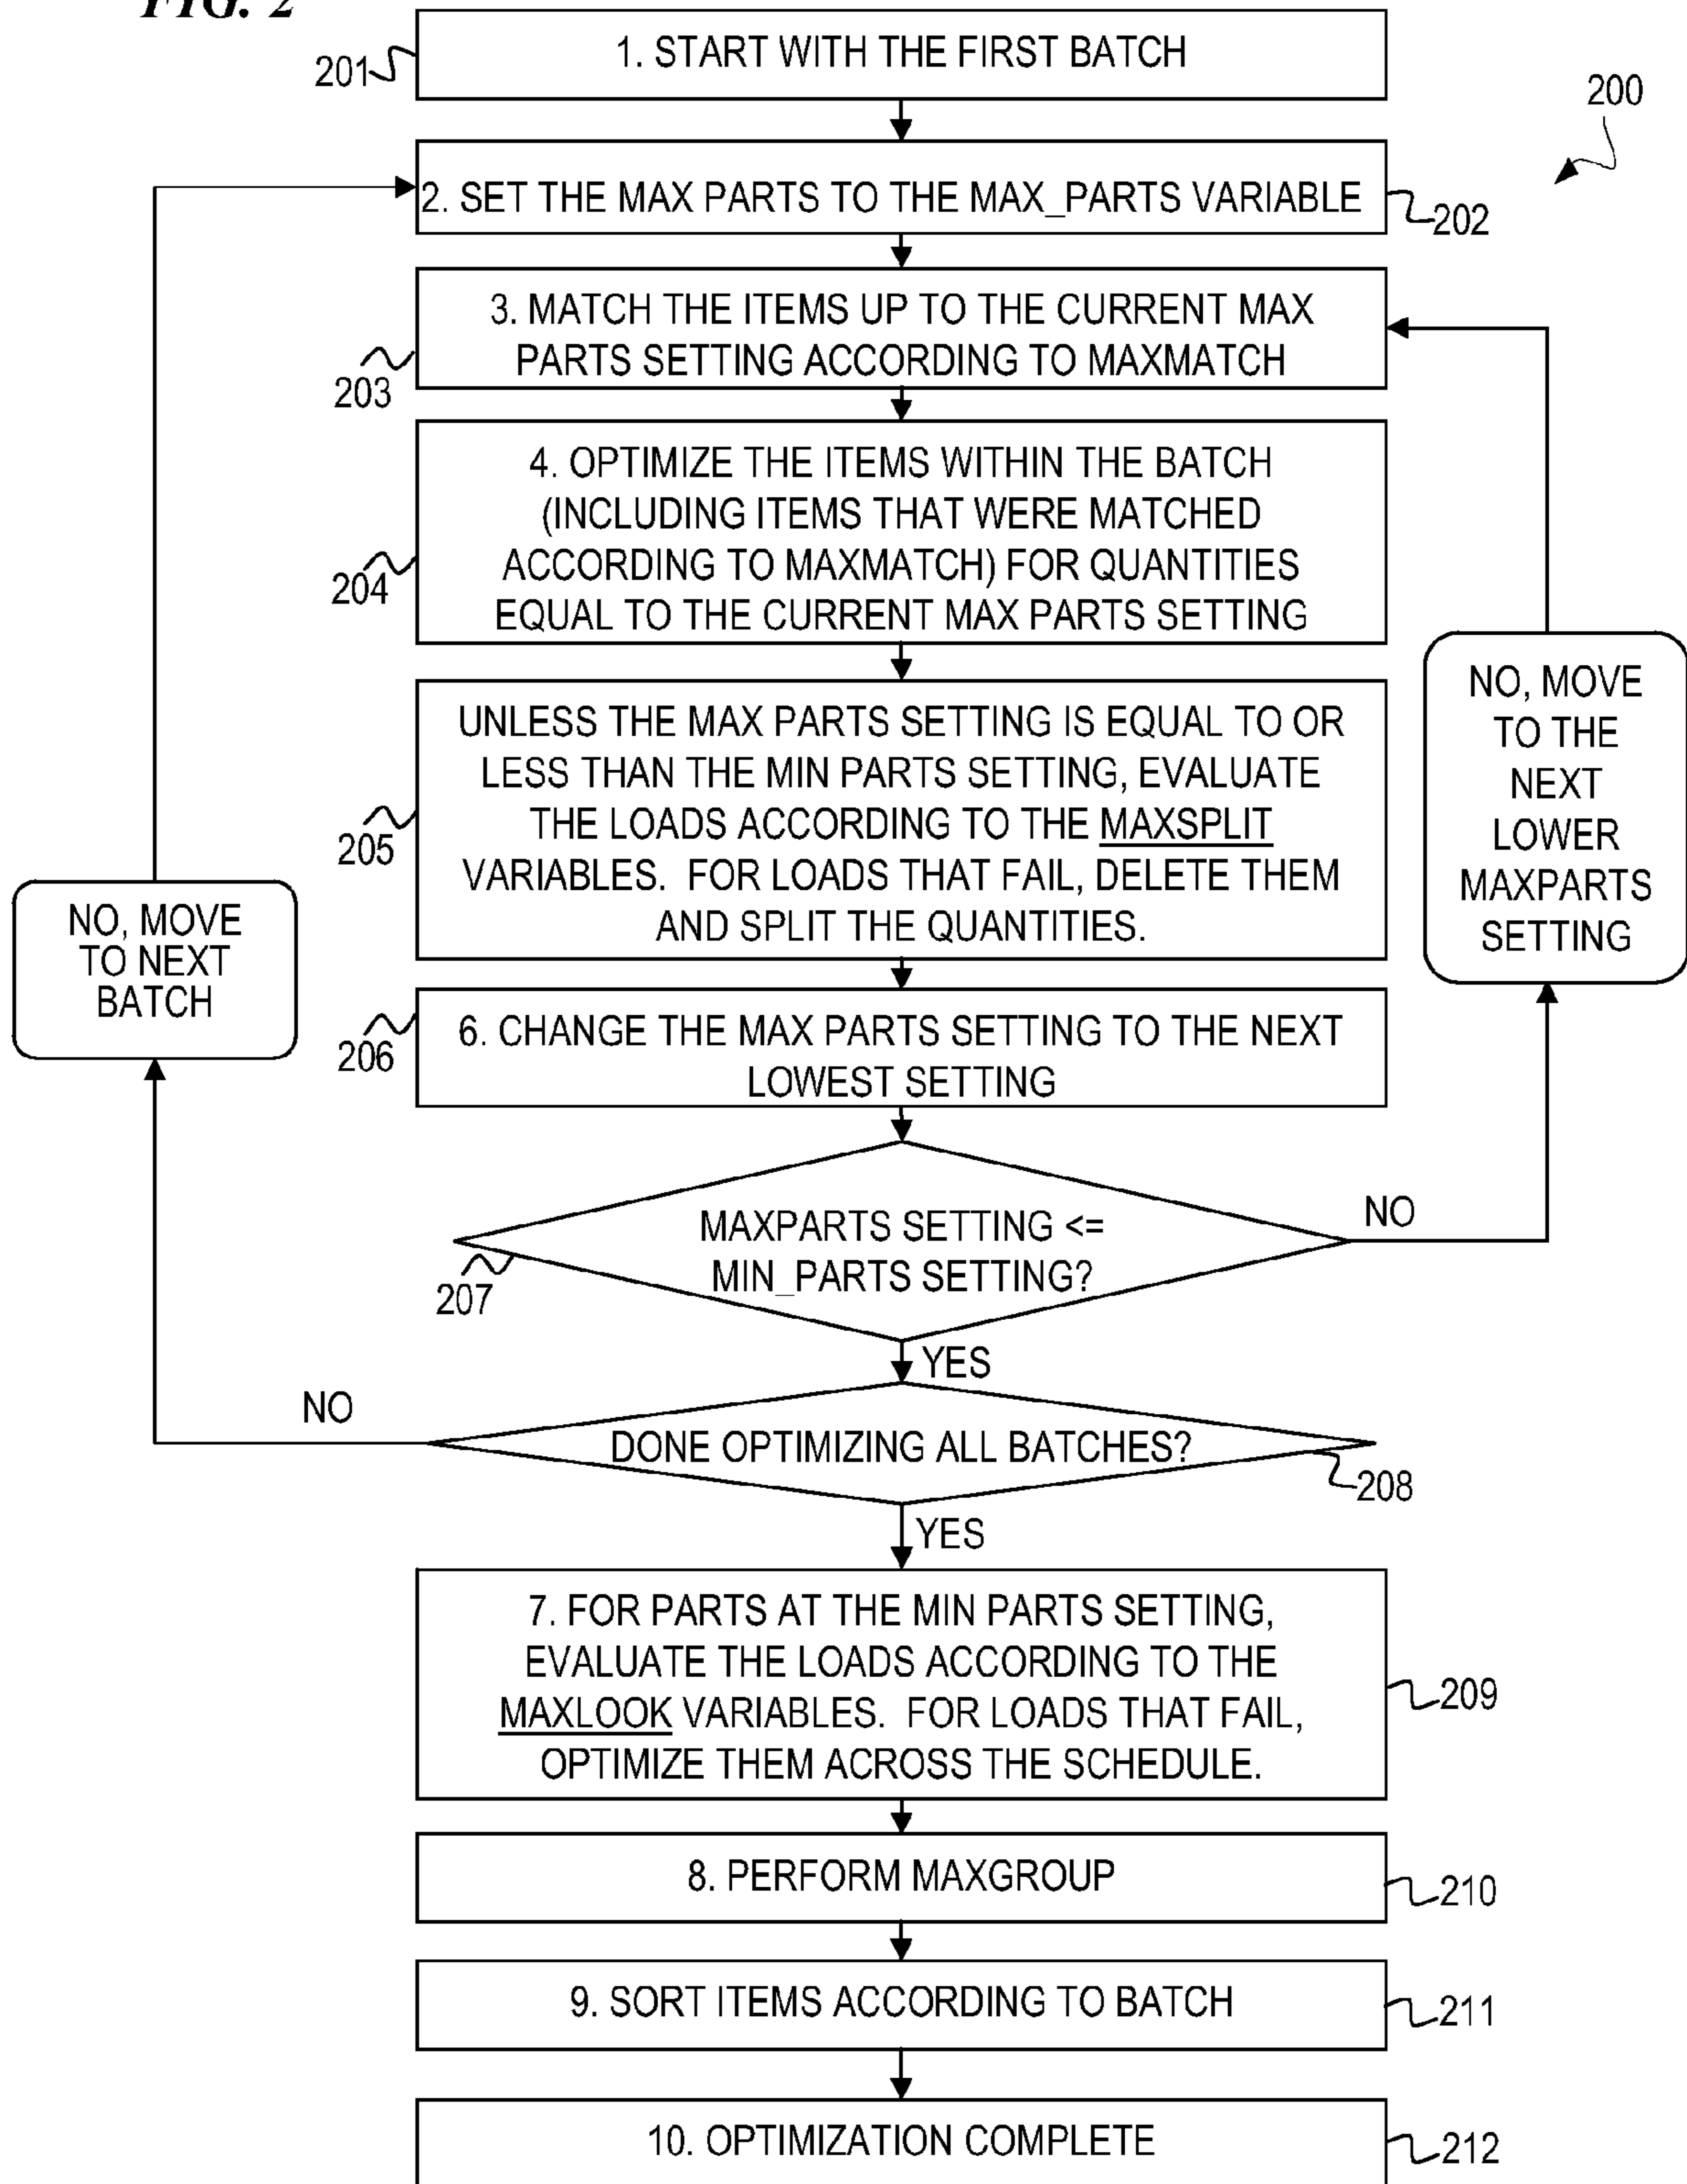 FIG. 2
1. START WITH THE FIRST BATCH
201
200
2. SET THE MAX PARTS TO THE MAX_PARTS VARIABLE
202
3. MATCH THE ITEMS UP TO THE CURRENT MAX
PARTS SETTING ACCORDING TO MAXMATCH
203
4. OPTIMIZE THE ITEMS WITHIN THE BATCH
(INCLUDING ITEMS THAT WERE MATCHED
ACCORDING TO MAXMATCH) FOR QUANTITIES
EQUAL TO THE CURRENT MAX PARTS SETTING
204
UNLESS THE MAX PARTS SETTING IS EQUAL TO OR
LESS THAN THE MIN PARTS SETTING, EVALUATE
THE LOADS ACCORDING TO THE MAXSPLIT
VARIABLES. FOR LOADS THAT FAIL, DELETE THEM
AND SPLIT THE QUANTITIES.
205
NO, MOVE
TO THE
NEXT
LOWER
MAXPARTS
SETTING
NO, MOVE
TO NEXT
BATCH
6. CHANGE THE MAX PARTS SETTING TO THE NEXT
LOWEST SETTING
206
MAXPARTS SETTING <=
MIN_PARTS SETTING?
207
NO
YES
NO
DONE OPTIMIZING ALL BATCHES?
208
YES
7. FOR PARTS AT THE MIN PARTS SETTING,
EVALUATE THE LOADS ACCORDING TO THE
MAXLOOK VARIABLES. FOR LOADS THAT FAIL,
OPTIMIZE THEM ACROSS THE SCHEDULE.
209
8. PERFORM MAXGROUP
210
9. SORT ITEMS ACCORDING TO BATCH
211
10. OPTIMIZATION COMPLETE
212